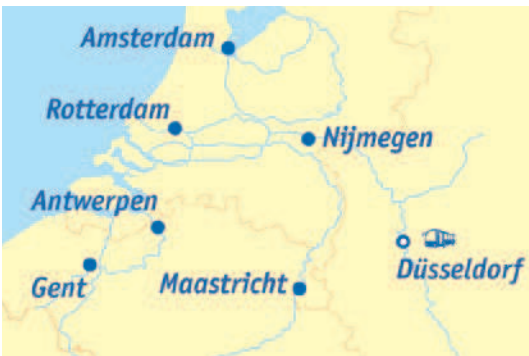 Amsterdam
Rotterdam
Nijmegen
Antwerpen
Düsseldorf
Gent
Maastricht